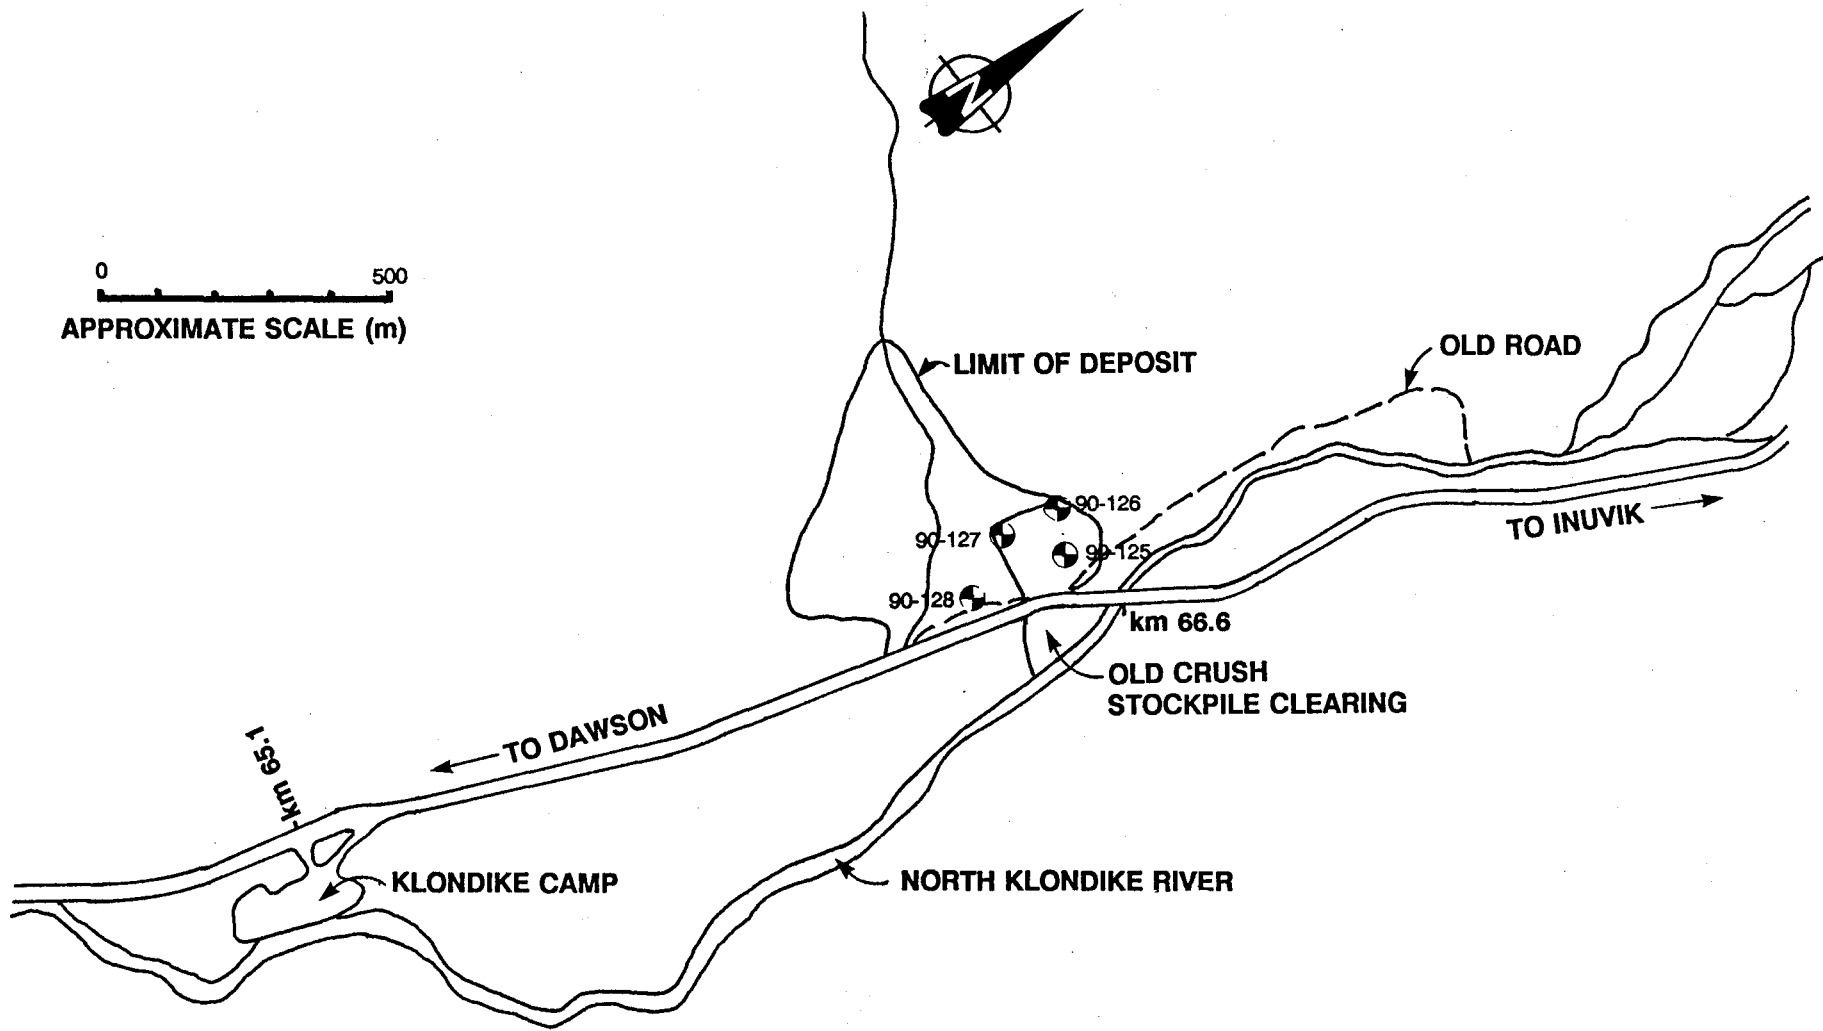 N
0 500
APPROXIMATE SCALE (m)
LIMIT OF DEPOSIT
OLD ROAD
90-126
90-127
90-125
90-128
TO INUVIK
km 66.6
OLD CRUSH
STOCKPILE CLEARING
TO DAWSON
km 65.1
KLONDIKE CAMP
NORTH KLONDIKE RIVER